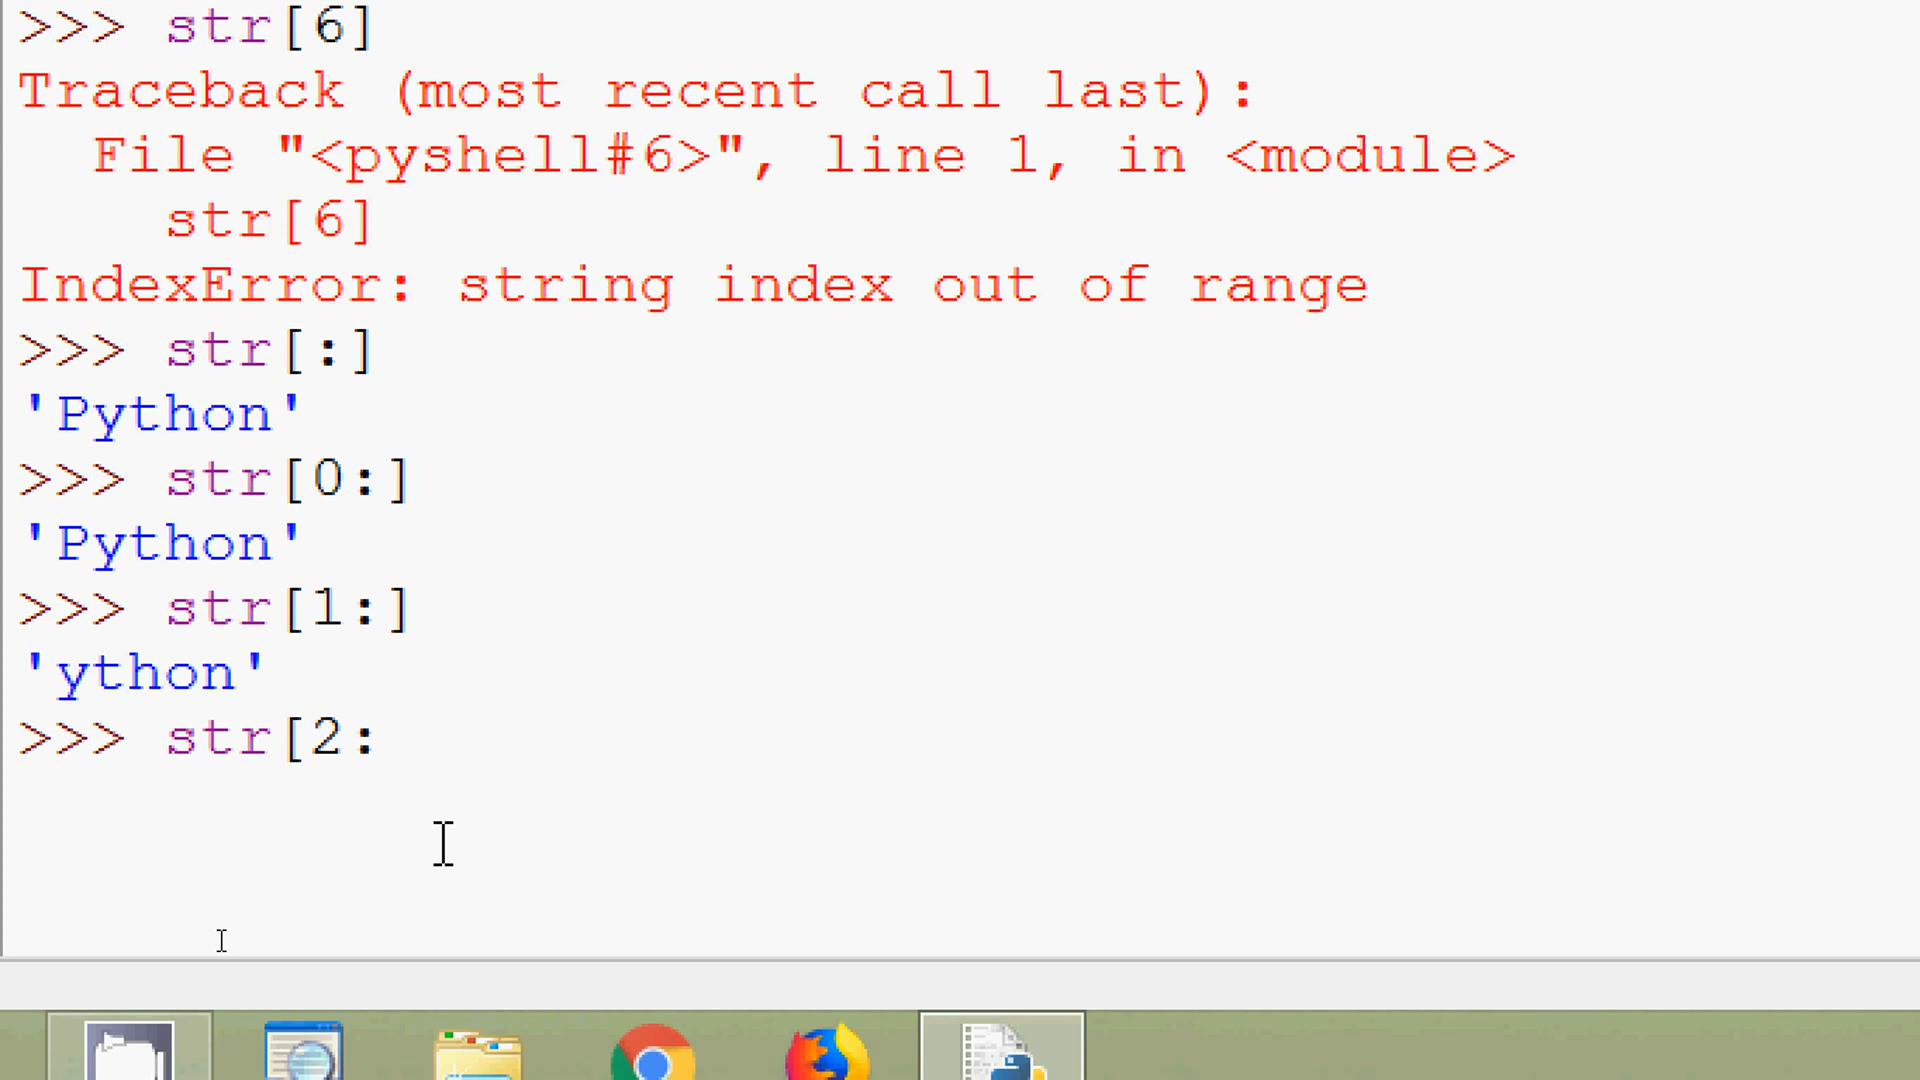 >>> str[6]
Traceback (most recent call last):
  File "<pyshell#6>", line 1, in <module>
    str[6]
IndexError: string index out of range
>>> str[:]
'Python'
>>> str[0:]
'Python'
>>> str[1:]
'ython'
>>> str[2: